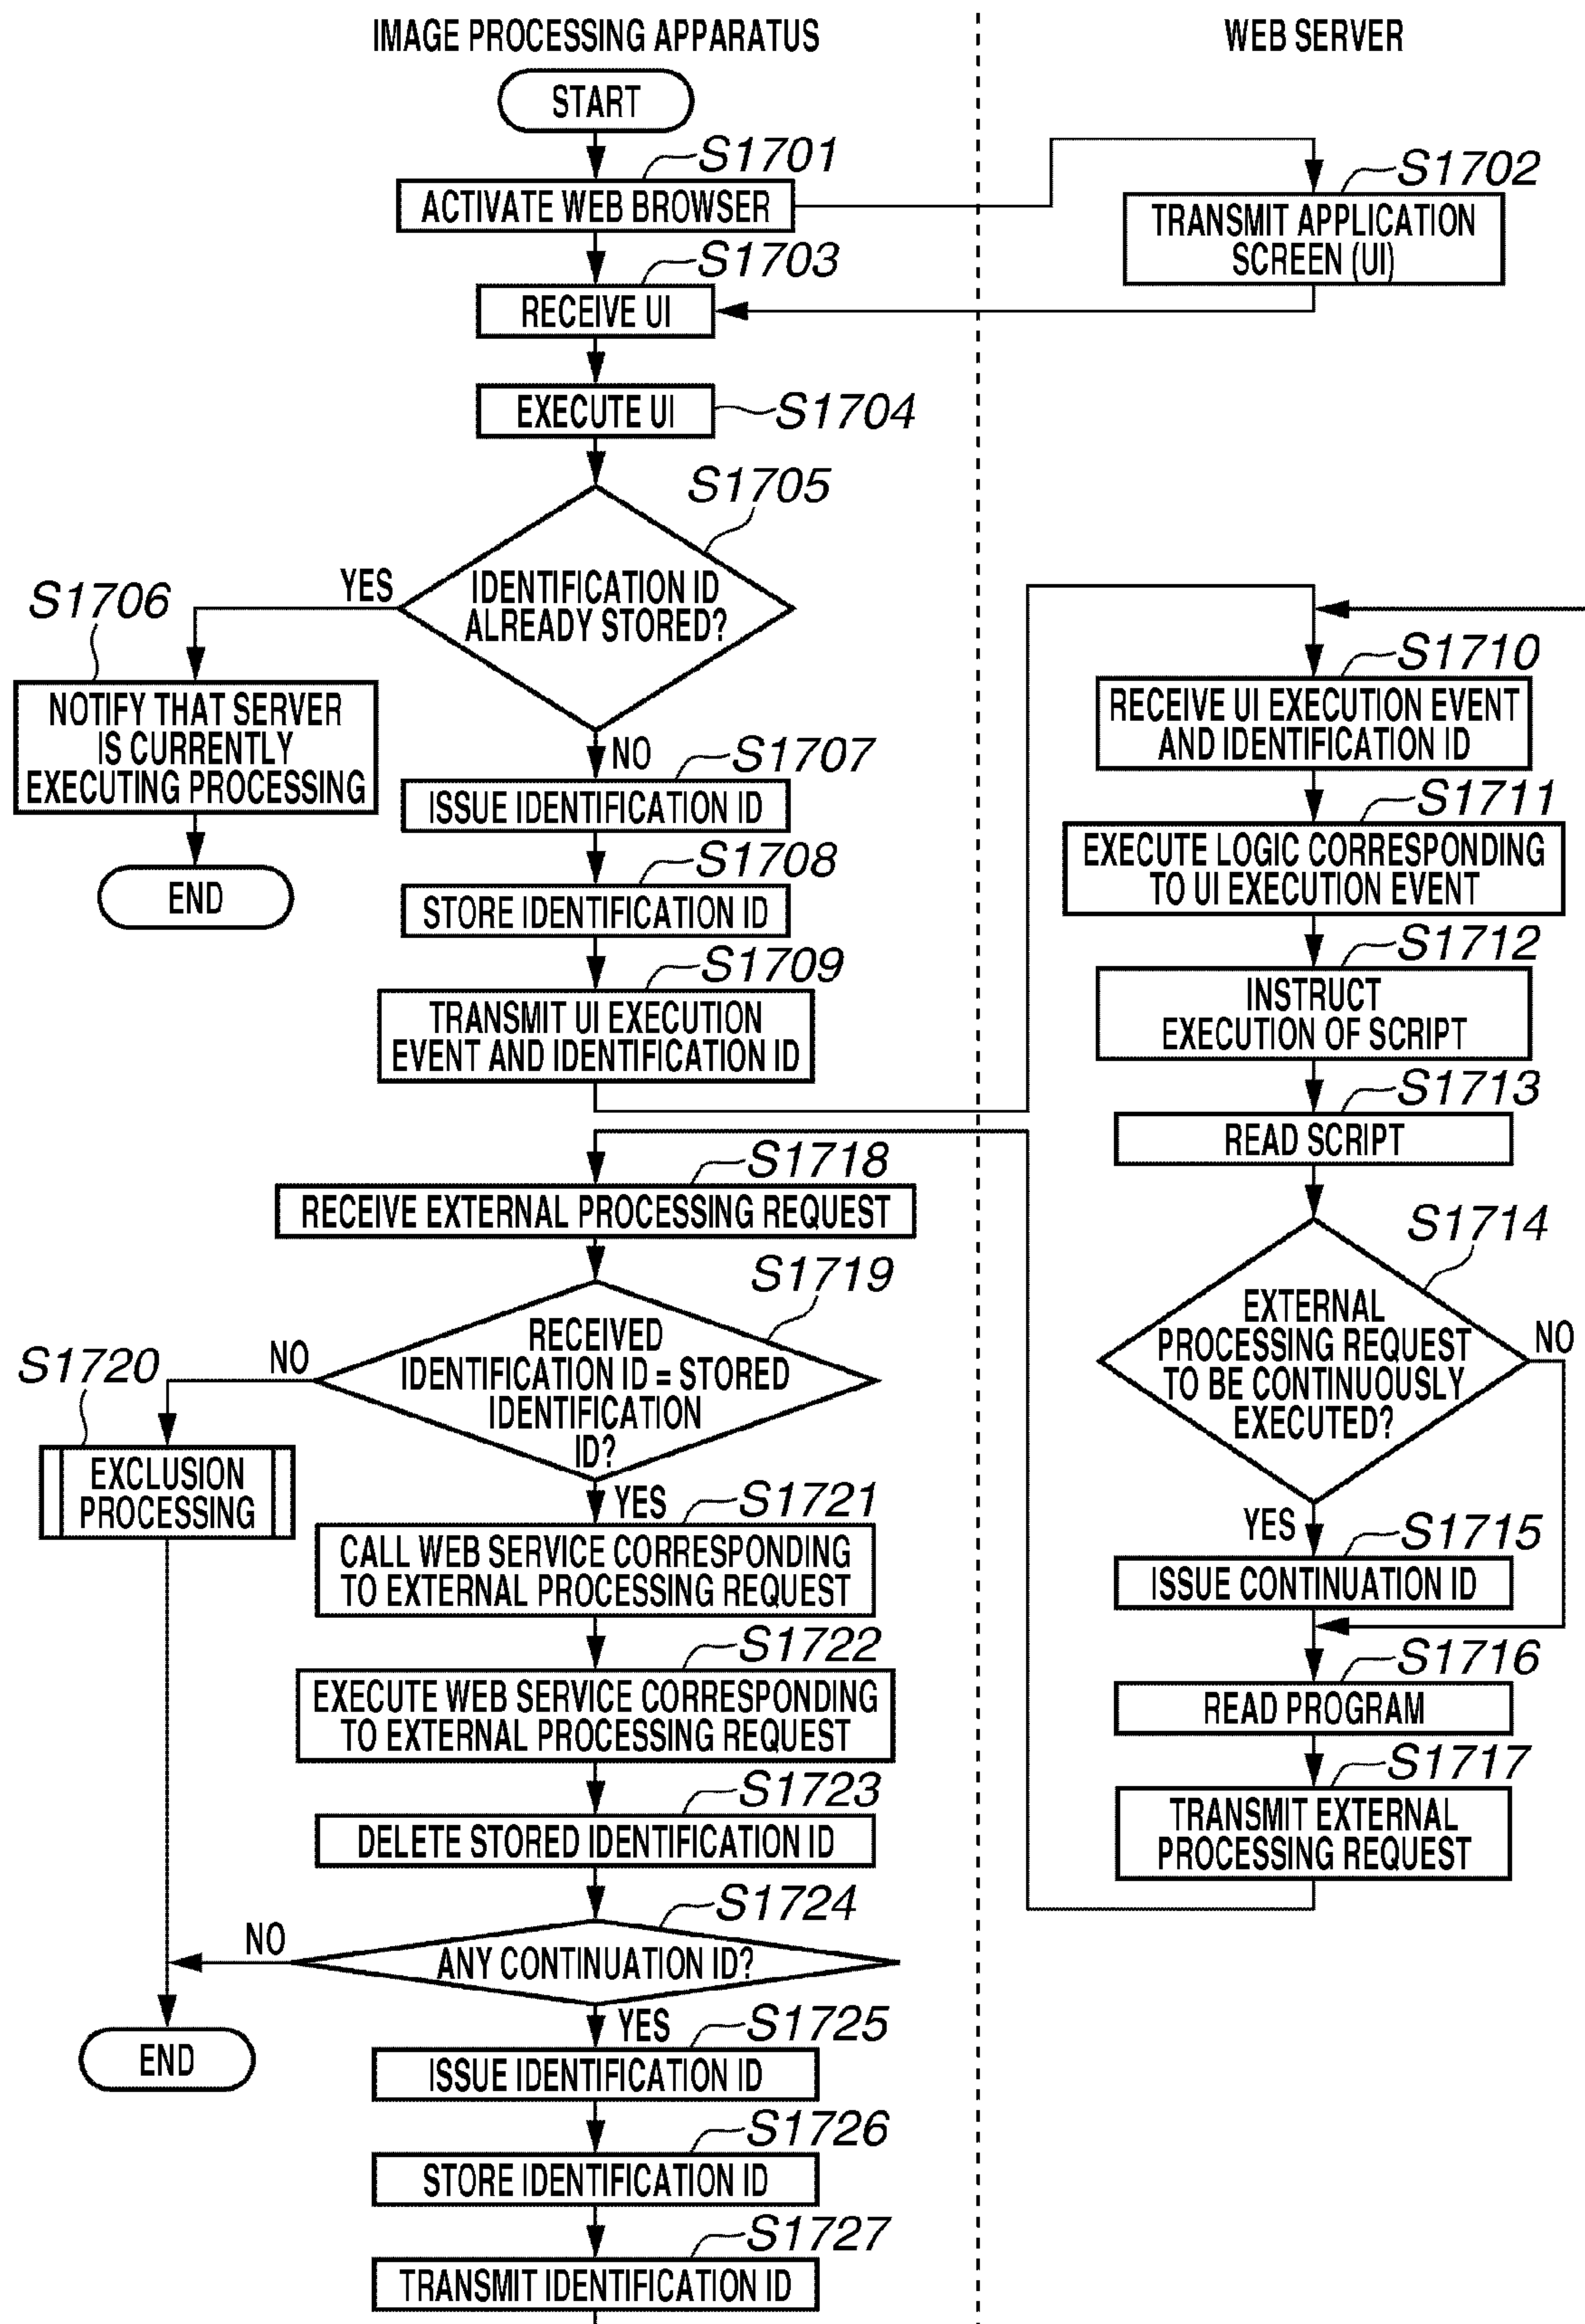 IMAGE PROCESSING APPARATUS
WEB SERVER
START
S1701
ACTIVATE WEB BROWSER
S1702
TRANSMIT APPLICATION
SCREEN (UI)
S1703
RECEIVE UI
EXECUTE UI
S1704
S1705
IDENTIFICATION ID
ALREADY STORED?
YES
S1706
NOTIFY THAT SERVER
IS CURRENTLY
EXECUTING PROCESSING
END
NO
S1707
ISSUE IDENTIFICATION ID
S1708
STORE IDENTIFICATION ID
S1709
TRANSMIT UI EXECUTION
EVENT AND IDENTIFICATION ID
S1710
RECEIVE UI EXECUTION EVENT
AND IDENTIFICATION ID
S1711
EXECUTE LOGIC CORRESPONDING
TO UI EXECUTION EVENT
S1712
INSTRUCT
EXECUTION OF SCRIPT
S1713
READ SCRIPT
S1714
EXTERNAL
PROCESSING REQUEST
TO BE CONTINUOUSLY
EXECUTED?
NO
YES
S1715
ISSUE CONTINUATION ID
S1716
READ PROGRAM
S1717
TRANSMIT EXTERNAL
PROCESSING REQUEST
S1718
RECEIVE EXTERNAL PROCESSING REQUEST
S1719
RECEIVED
IDENTIFICATION ID = STORED
IDENTIFICATION
ID?
NO
S1720
EXCLUSION
PROCESSING
YES
S1721
CALL WEB SERVICE CORRESPONDING
TO EXTERNAL PROCESSING REQUEST
S1722
EXECUTE WEB SERVICE CORRESPONDING
TO EXTERNAL PROCESSING REQUEST
S1723
DELETE STORED IDENTIFICATION ID
S1724
ANY CONTINUATION ID?
NO
END
YES
S1725
ISSUE IDENTIFICATION ID
S1726
STORE IDENTIFICATION ID
S1727
TRANSMIT IDENTIFICATION ID